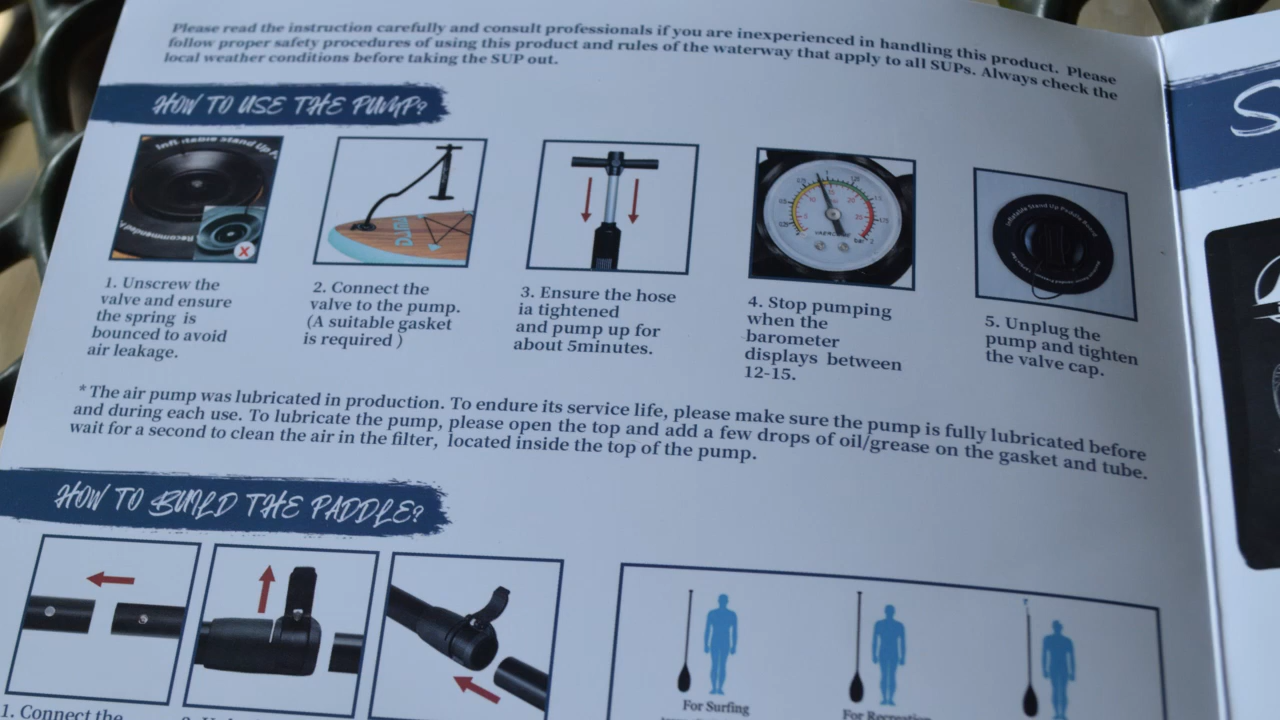 Please read the instruction carefully and consult professionals if you are inexperienced in handling this product. Please
follow proper safety procedures of using this product and rules of the waterway that apply to all SUPs. Always check the
local weather conditions before taking the SUP out.
HOW TO USE THE PUMP?
Inflatable Stand Up P
Recommended
X
1. Unscrew the
valve and ensure
the spring is
bounced to avoid
air leakage.
2. Connect the
valve to the pump.
(A suitable gasket
is required )
3. Ensure the hose
ia tightened
and pump up for
about 5minutes.
4. Stop pumping
when the
barometer
displays between
12-15.
Inflatable Stand Up Paddle Board
5. Unplug the
pump and tighten
the valve cap.
* The air pump was lubricated in production. To endure its service life, please make sure the pump is fully lubricated before
and during each use. To lubricate the pump, please open the top and add a few drops of oil/grease on the gasket and tube.
wait for a second to clean the air in the filter, located inside the top of the pump.
HOW TO BUILD THE PADDLE?
1. Connect the
For Surfing
For Recreation
S